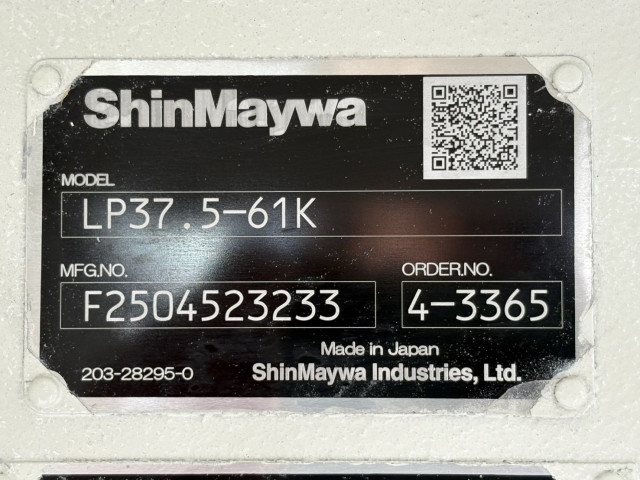 ShinMaywa
MODEL
LP37.5-61K
MFG.NO. ORDER.NO.
F2504523233 4-3365
Made in Japan
203-28295-0 ShinMaywa Industries, Ltd.